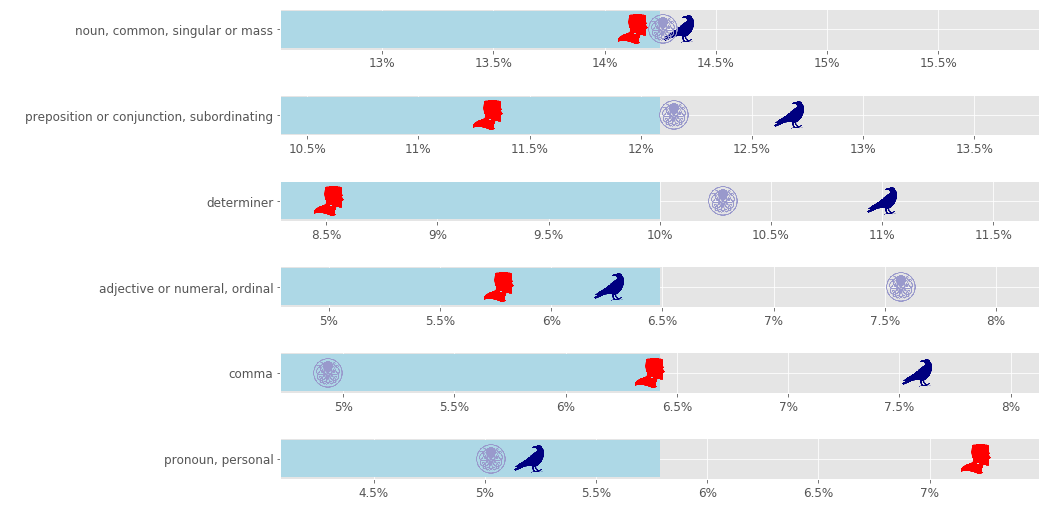 noun, common, singular or mass
13% 13.5% 14% 14.5% 15% 15.5%
preposition or conjunction, subordinating
10.5% 11% 11.5% 12% 12.5% 13% 13.5%
determiner
8.5% 9% 9.5% 10% 10.5% 11% 11.5%
adjective or numeral, ordinal
5% 5.5% 6% 6.5% 7% 7.5% 8%
comma
5% 5.5% 6% 6.5% 7% 7.5% 8%
pronoun, personal
4.5% 5% 5.5% 6% 6.5% 7%